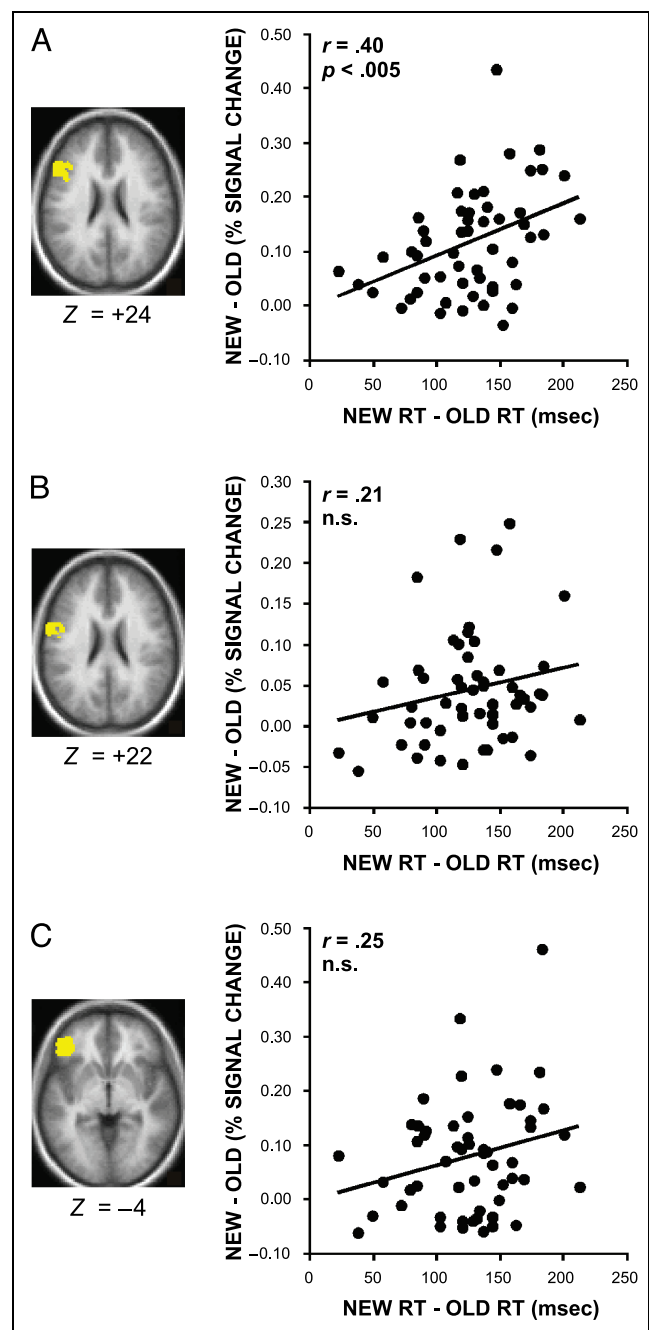 A
r = .40
p < .005
NEW - OLD (% SIGNAL CHANGE)
0.50
0.40
0.30
0.20
0.10
0.00
−0.10
0 50 100 150 200 250
NEW RT - OLD RT (msec)
Z = +24
B
r = .21
n.s.
NEW - OLD (% SIGNAL CHANGE)
0.30
0.25
0.20
0.15
0.10
0.05
0.00
−0.05
−0.10
0 50 100 150 200 250
NEW RT - OLD RT (msec)
Z = +22
C
r = .25
n.s.
NEW - OLD (% SIGNAL CHANGE)
0.50
0.40
0.30
0.20
0.10
0.00
−0.10
0 50 100 150 200 250
NEW RT - OLD RT (msec)
Z = −4